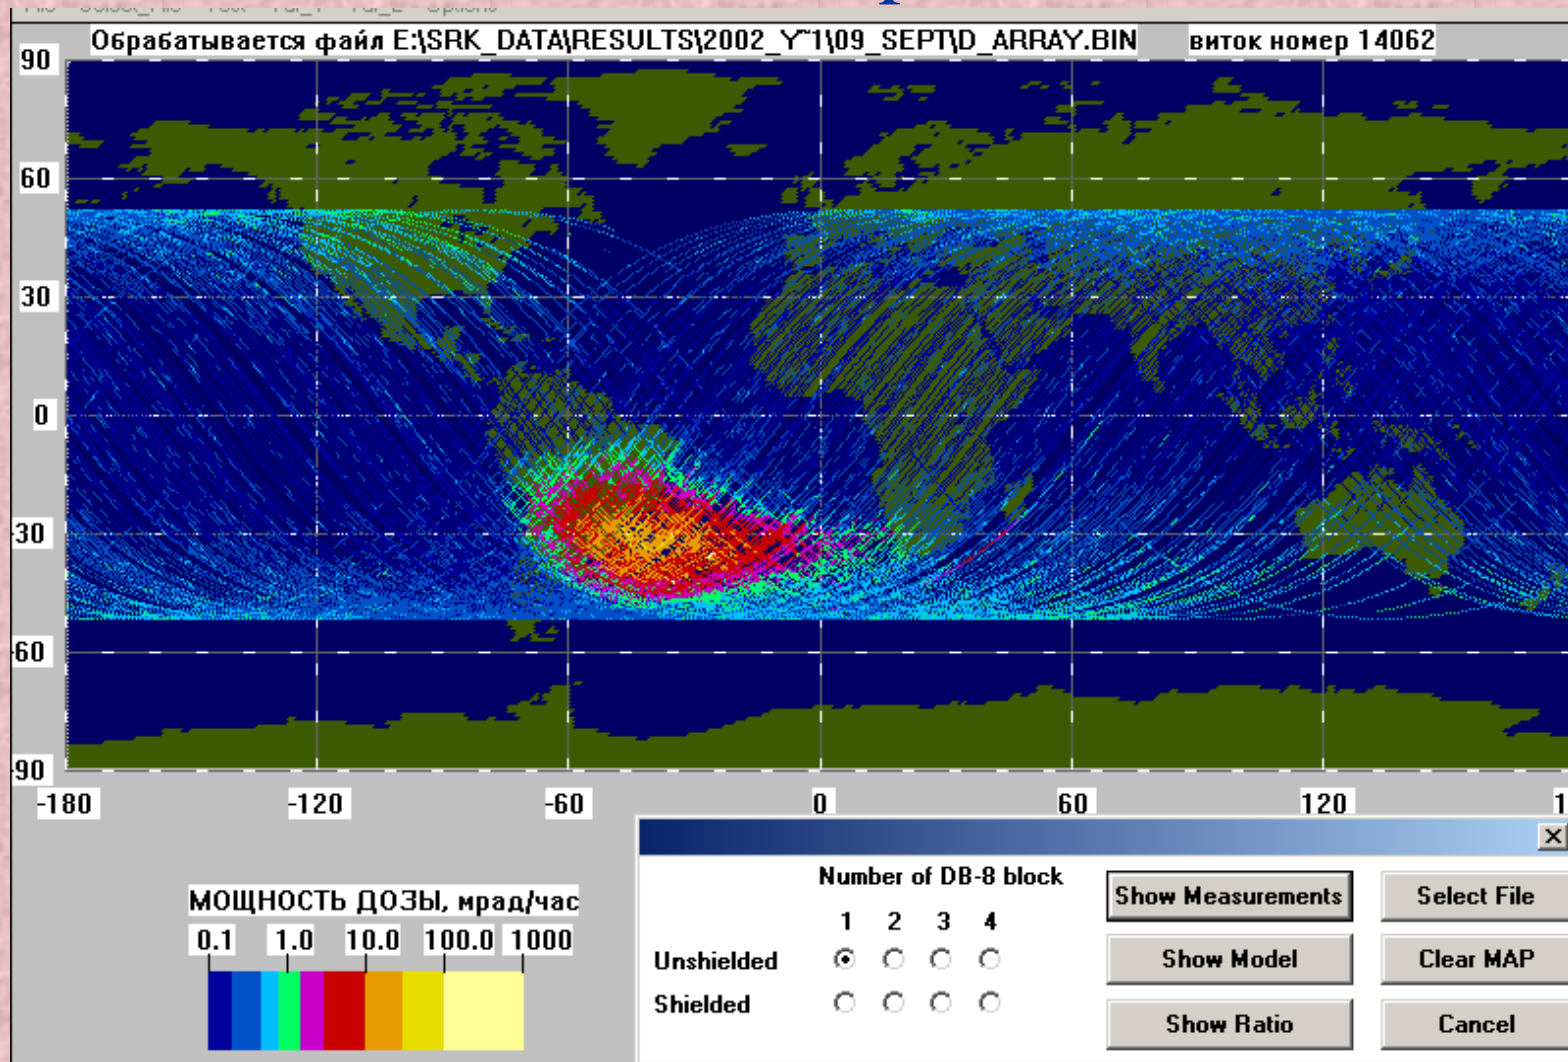 Обрабатывается файл E:\SRK_DATA\RESULTS\2002_Y~1\09_SEPT\D_ARRAY.BIN виток номер 14062
90
60
30
0
30
60
90
-180 -120 -60 0 60 120
МОЩНОСТЬ ДОЗЫ, мрад/час
0.1 1.0 10.0 100.0 1000
Number of DB-8 block
1 2 3 4
Unshielded
Shielded
Show Measurements Select File
Show Model Clear MAP
Show Ratio Cancel